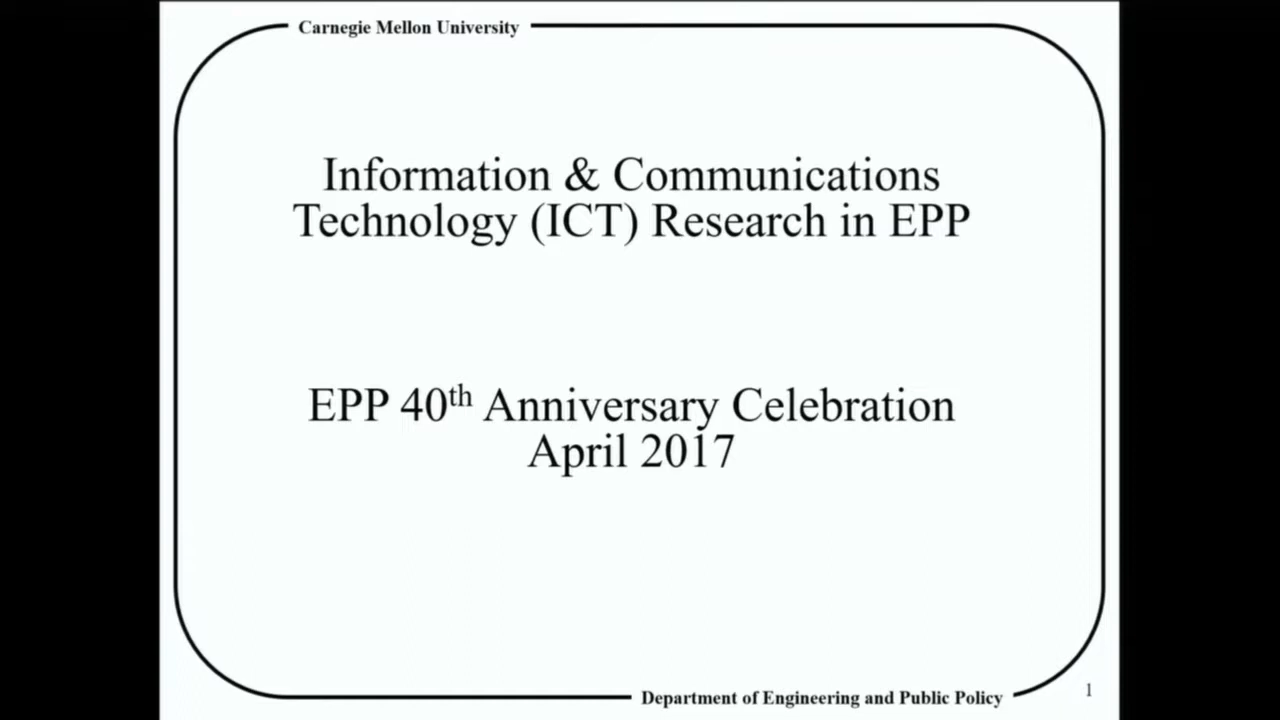 Carnegie Mellon University
Information & Communications
Technology (ICT) Research in EPP
EPP 40th Anniversary Celebration
April 2017
Department of Engineering and Public Policy
1